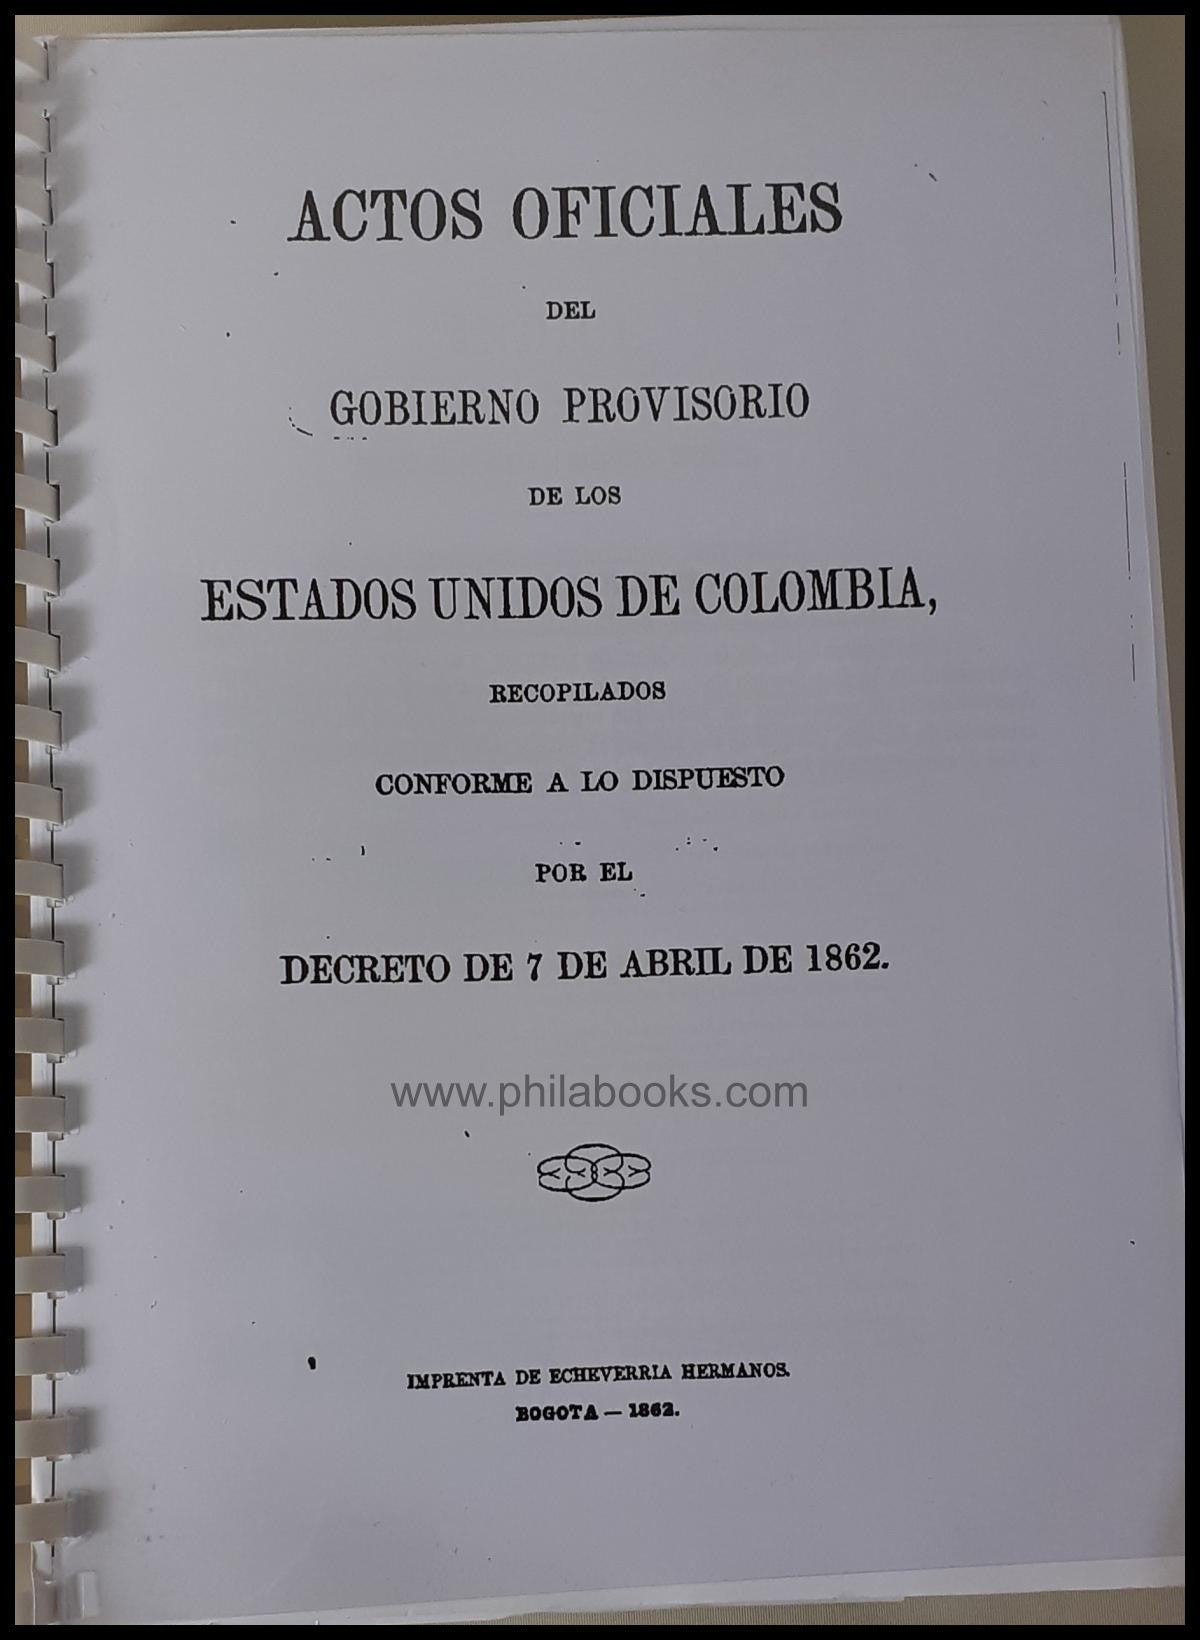 ACTOS OFICIALES
DEL
GOBIERNO PROVISORIO
DE LOS
ESTADOS UNIDOS DE COLOMBIA,
RECOPILADOS
CONFORME A LO DISPUESTO
POR EL
DECRETO DE 7 DE ABRIL DE 1862.
www.philabooks.com
IMPRENTA DE ECHEVERRIA HERMANOS.
BOGOTA — 1862.